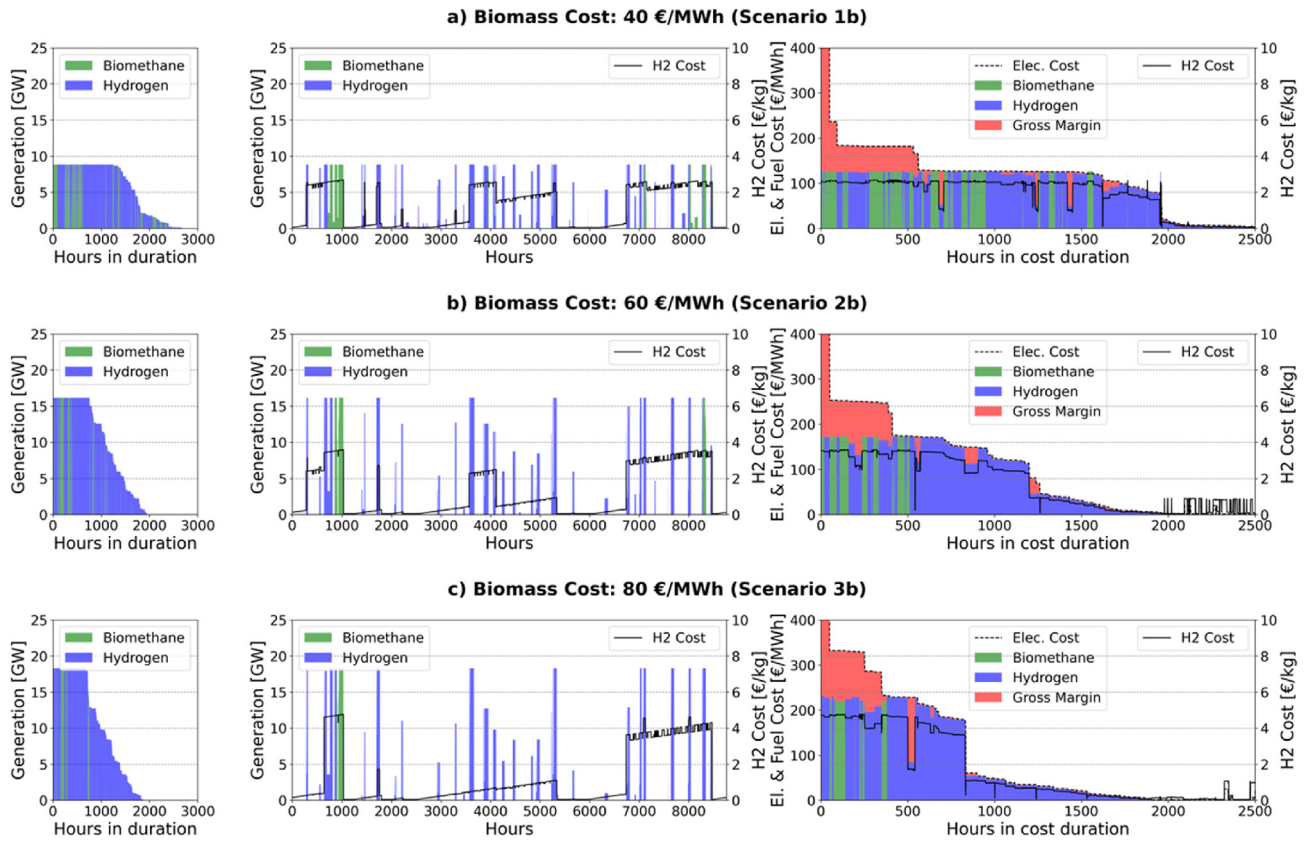 a) Biomass Cost: 40 €/MWh (Scenario 1b)
Generation [GW]
25
20
15
10
5
0
Biomethane
Hydrogen
0 1000 2000 3000
Hours in duration
Generation [GW]
25
20
15
10
5
0
Biomethane
Hydrogen
H2 Cost
10
8
6
4
2
0
H2 Cost [€/kg]
0 1000 2000 3000 4000 5000 6000 7000 8000
Hours
El. & Fuel Cost [€/MWh]
400
300
200
100
0
Elec. Cost
Biomethane
Hydrogen
Gross Margin
H2 Cost
10
8
6
4
2
0
H2 Cost [€/kg]
0 500 1000 1500 2000 2500
Hours in cost duration
b) Biomass Cost: 60 €/MWh (Scenario 2b)
Generation [GW]
25
20
15
10
5
0
Biomethane
Hydrogen
0 1000 2000 3000
Hours in duration
Generation [GW]
25
20
15
10
5
0
Biomethane
Hydrogen
H2 Cost
10
8
6
4
2
0
H2 Cost [€/kg]
0 1000 2000 3000 4000 5000 6000 7000 8000
Hours
El. & Fuel Cost [€/MWh]
400
300
200
100
0
Elec. Cost
Biomethane
Hydrogen
Gross Margin
H2 Cost
10
8
6
4
2
0
H2 Cost [€/kg]
0 500 1000 1500 2000 2500
Hours in cost duration
c) Biomass Cost: 80 €/MWh (Scenario 3b)
Generation [GW]
25
20
15
10
5
0
Biomethane
Hydrogen
0 1000 2000 3000
Hours in duration
Generation [GW]
25
20
15
10
5
0
Biomethane
Hydrogen
H2 Cost
10
8
6
4
2
0
H2 Cost [€/kg]
0 1000 2000 3000 4000 5000 6000 7000 8000
Hours
El. & Fuel Cost [€/MWh]
400
300
200
100
0
Elec. Cost
Biomethane
Hydrogen
Gross Margin
H2 Cost
10
8
6
4
2
0
H2 Cost [€/kg]
0 500 1000 1500 2000 2500
Hours in cost duration